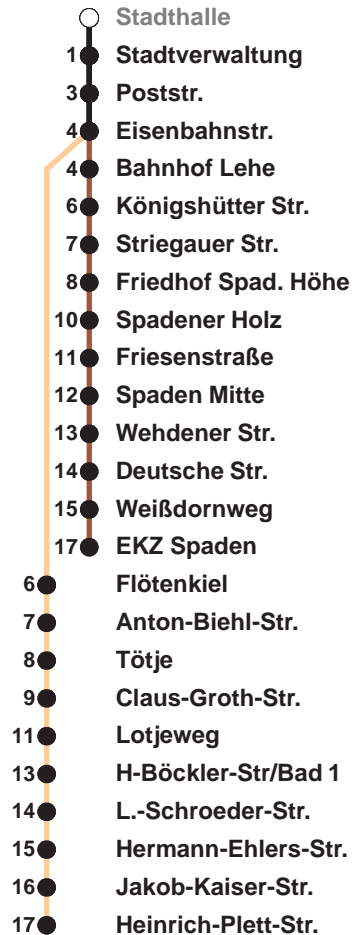 Stadthalle
1 Stadtverwaltung
3 Poststr.
4 Eisenbahnstr.
4 Bahnhof Lehe
6 Königshütter Str.
7 Striegauer Str.
8 Friedhof Spad. Höhe
10 Spadener Holz
11 Friesenstraße
12 Spaden Mitte
13 Wehdener Str.
14 Deutsche Str.
15 Weißdornweg
17 EKZ Spaden
6 Flötenkiel
7 Anton-Biehl-Str.
8 Tötje
9 Claus-Groth-Str.
11 Lotjeweg
13 H-Böckler-Str/Bad 1
14 L.-Schroeder-Str.
15 Hermann-Ehlers-Str.
16 Jakob-Kaiser-Str.
17 Heinrich-Plett-Str.